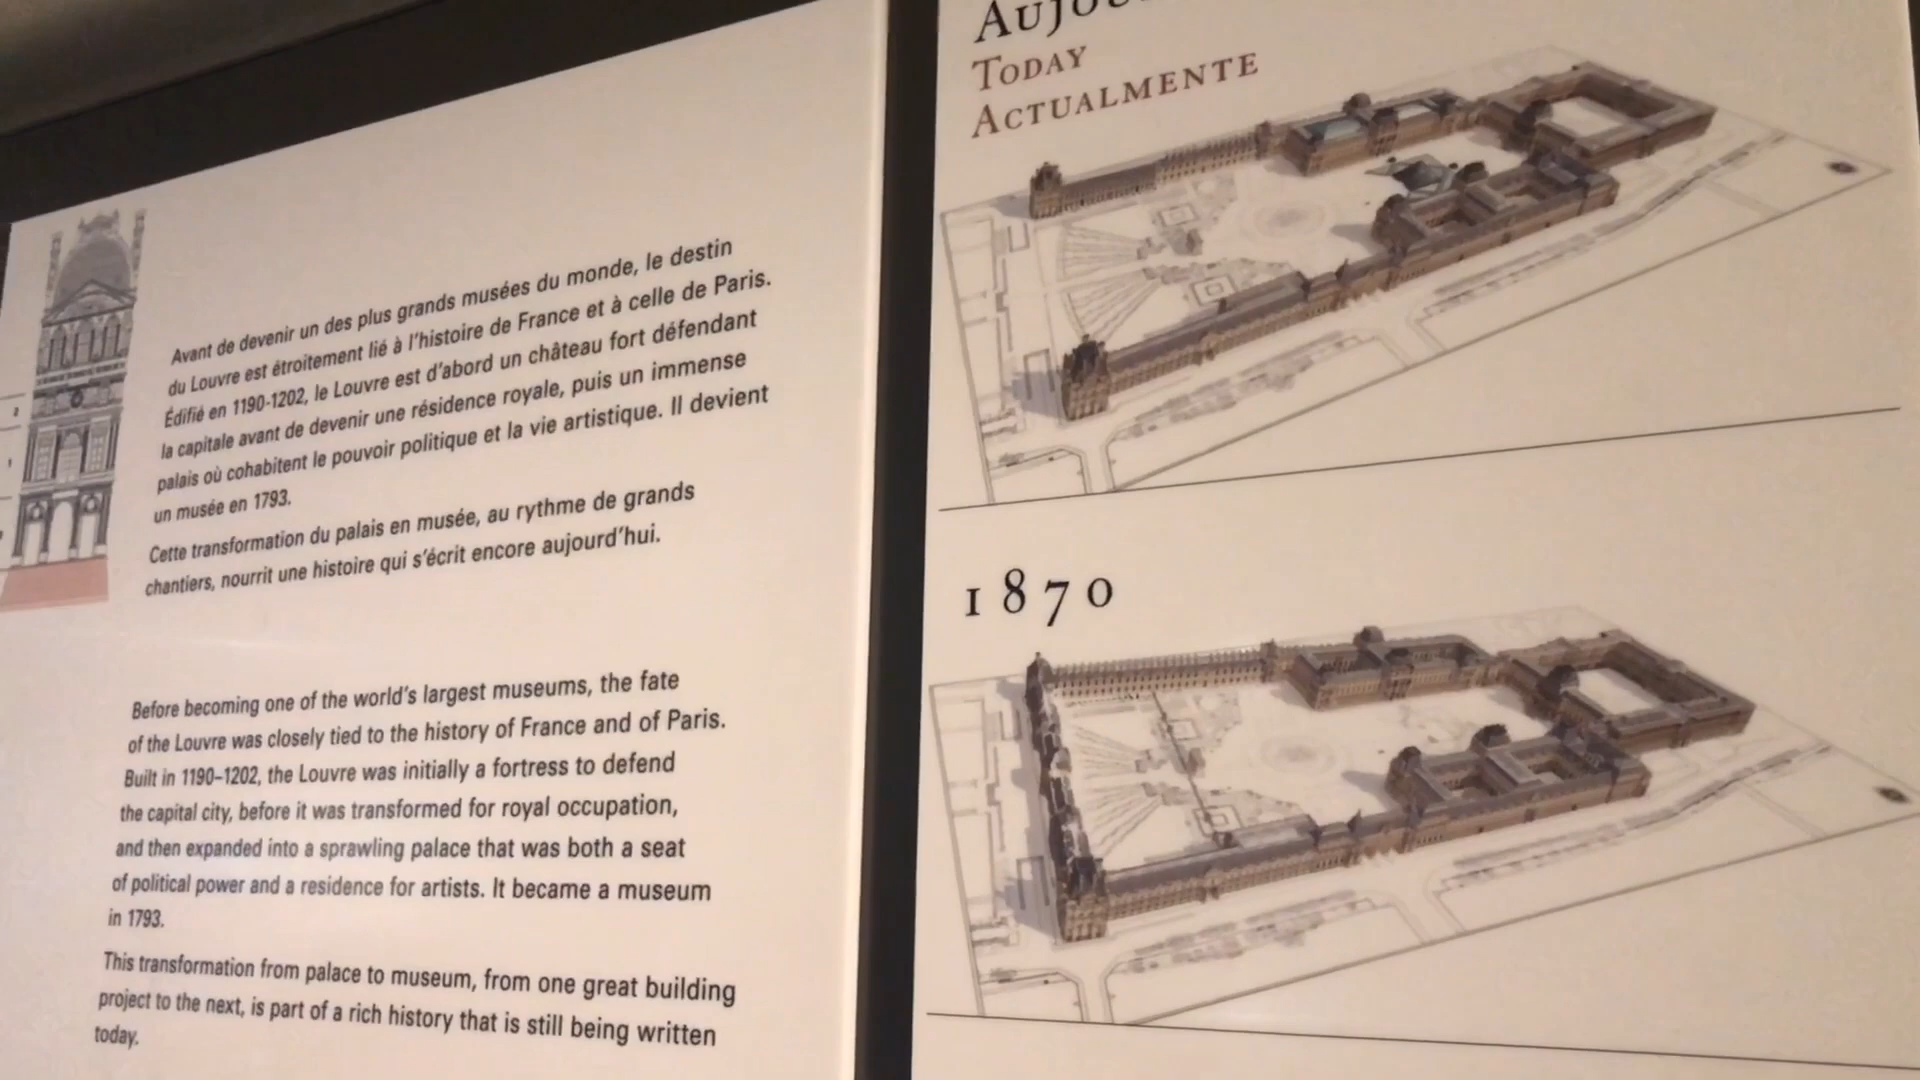 Avant de devenir un des plus grands musées du monde, le destin
du Louvre est étroitement lié à l'histoire de France et à celle de Paris.
Édifié en 1190-1202, le Louvre est d'abord un château fort défendant
la capitale avant de devenir une résidence royale, puis un immense
palais où cohabitent le pouvoir politique et la vie artistique. Il devient
un musée en 1793.
Cette transformation du palais en musée, au rythme de grands
chantiers, nourrit une histoire qui s'écrit encore aujourd'hui.
Before becoming one of the world's largest museums, the fate
of the Louvre was closely tied to the history of France and of Paris.
Built in 1190–1202, the Louvre was initially a fortress to defend
the capital city, before it was transformed for royal occupation,
and then expanded into a sprawling palace that was both a seat
of political power and a residence for artists. It became a museum
in 1793.
This transformation from palace to museum, from one great building
project to the next, is part of a rich history that is still being written
today.
TODAY
ACTUALMENTE
1870